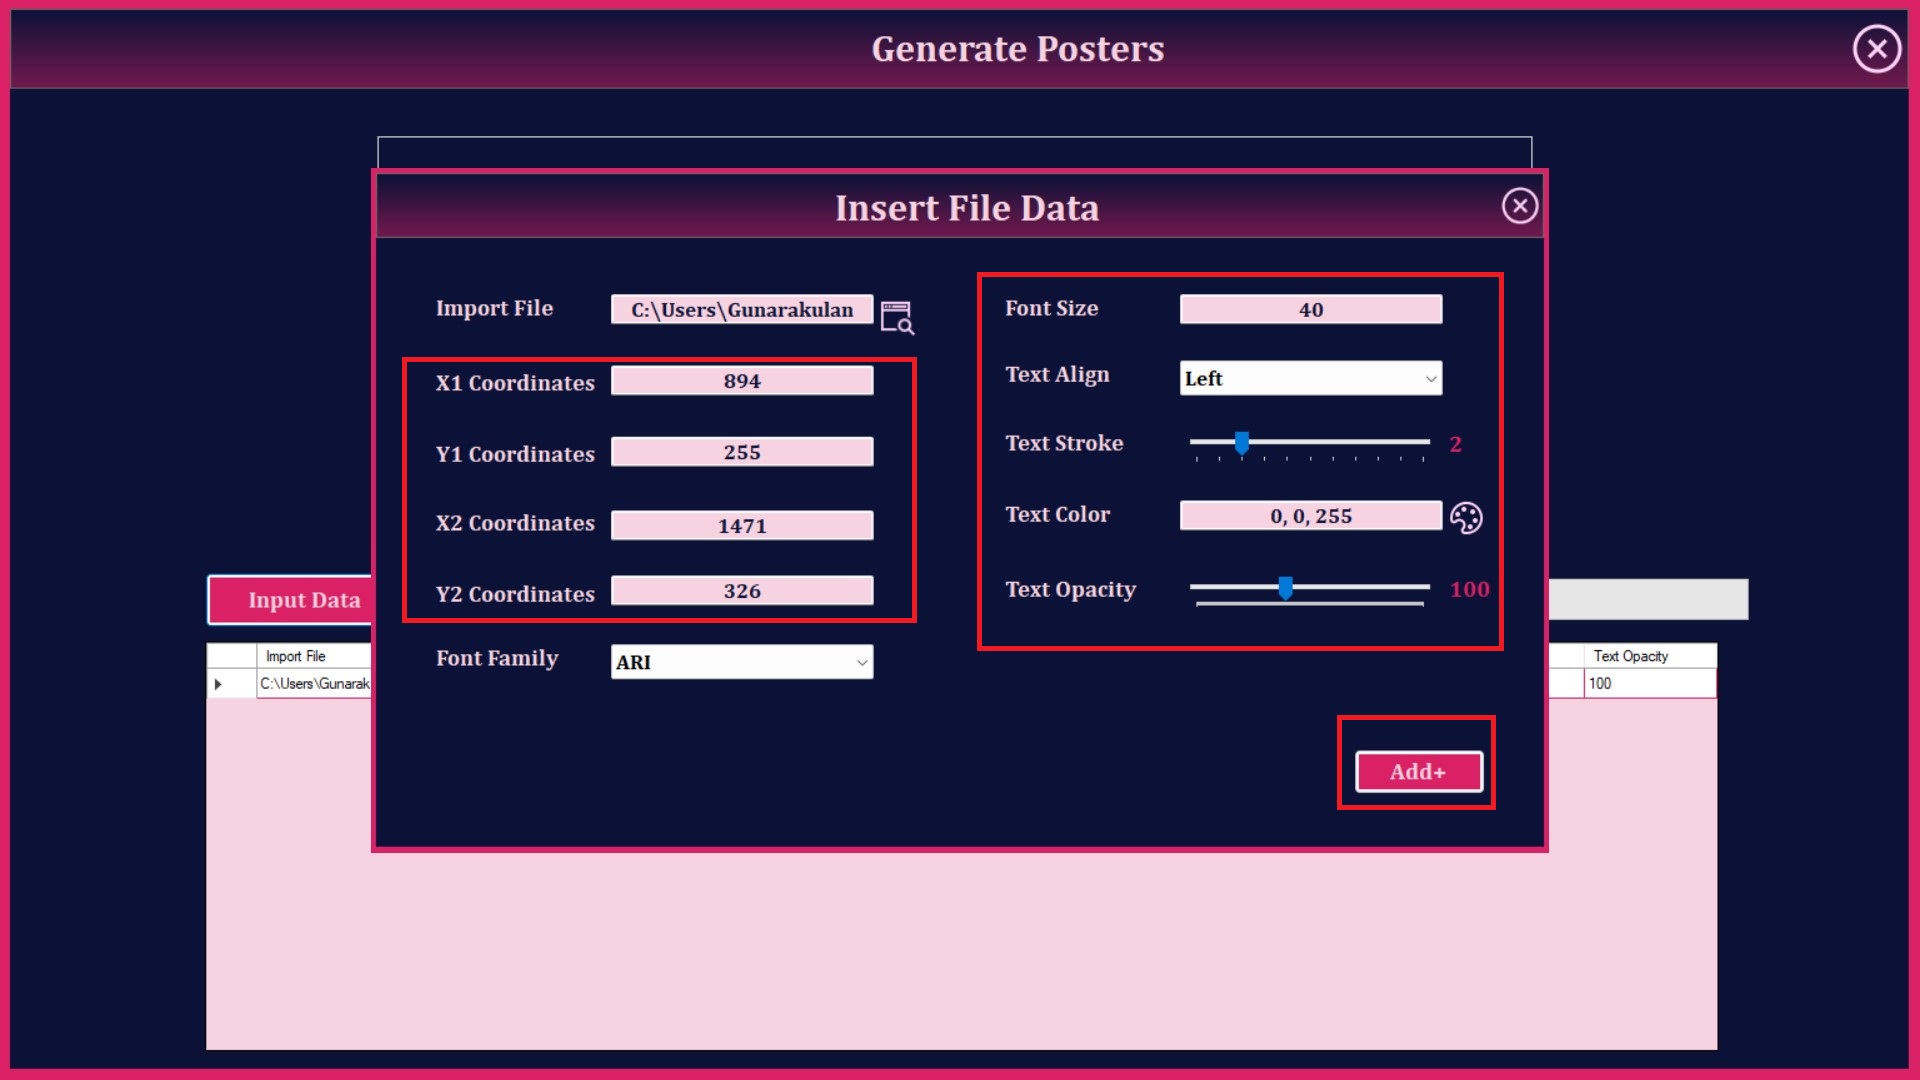 Generate Posters
Insert File Data
Import File C:\Users\Gunarakulan
X1 Coordinates 894
Y1 Coordinates 255
X2 Coordinates 1471
Y2 Coordinates 326
Font Family ARI
Font Size 40
Text Align Left
Text Stroke 2
Text Color 0, 0, 255
Text Opacity 100
Add+
Input Data
Import File Text Opacity
C:\Users\Gunarak 100